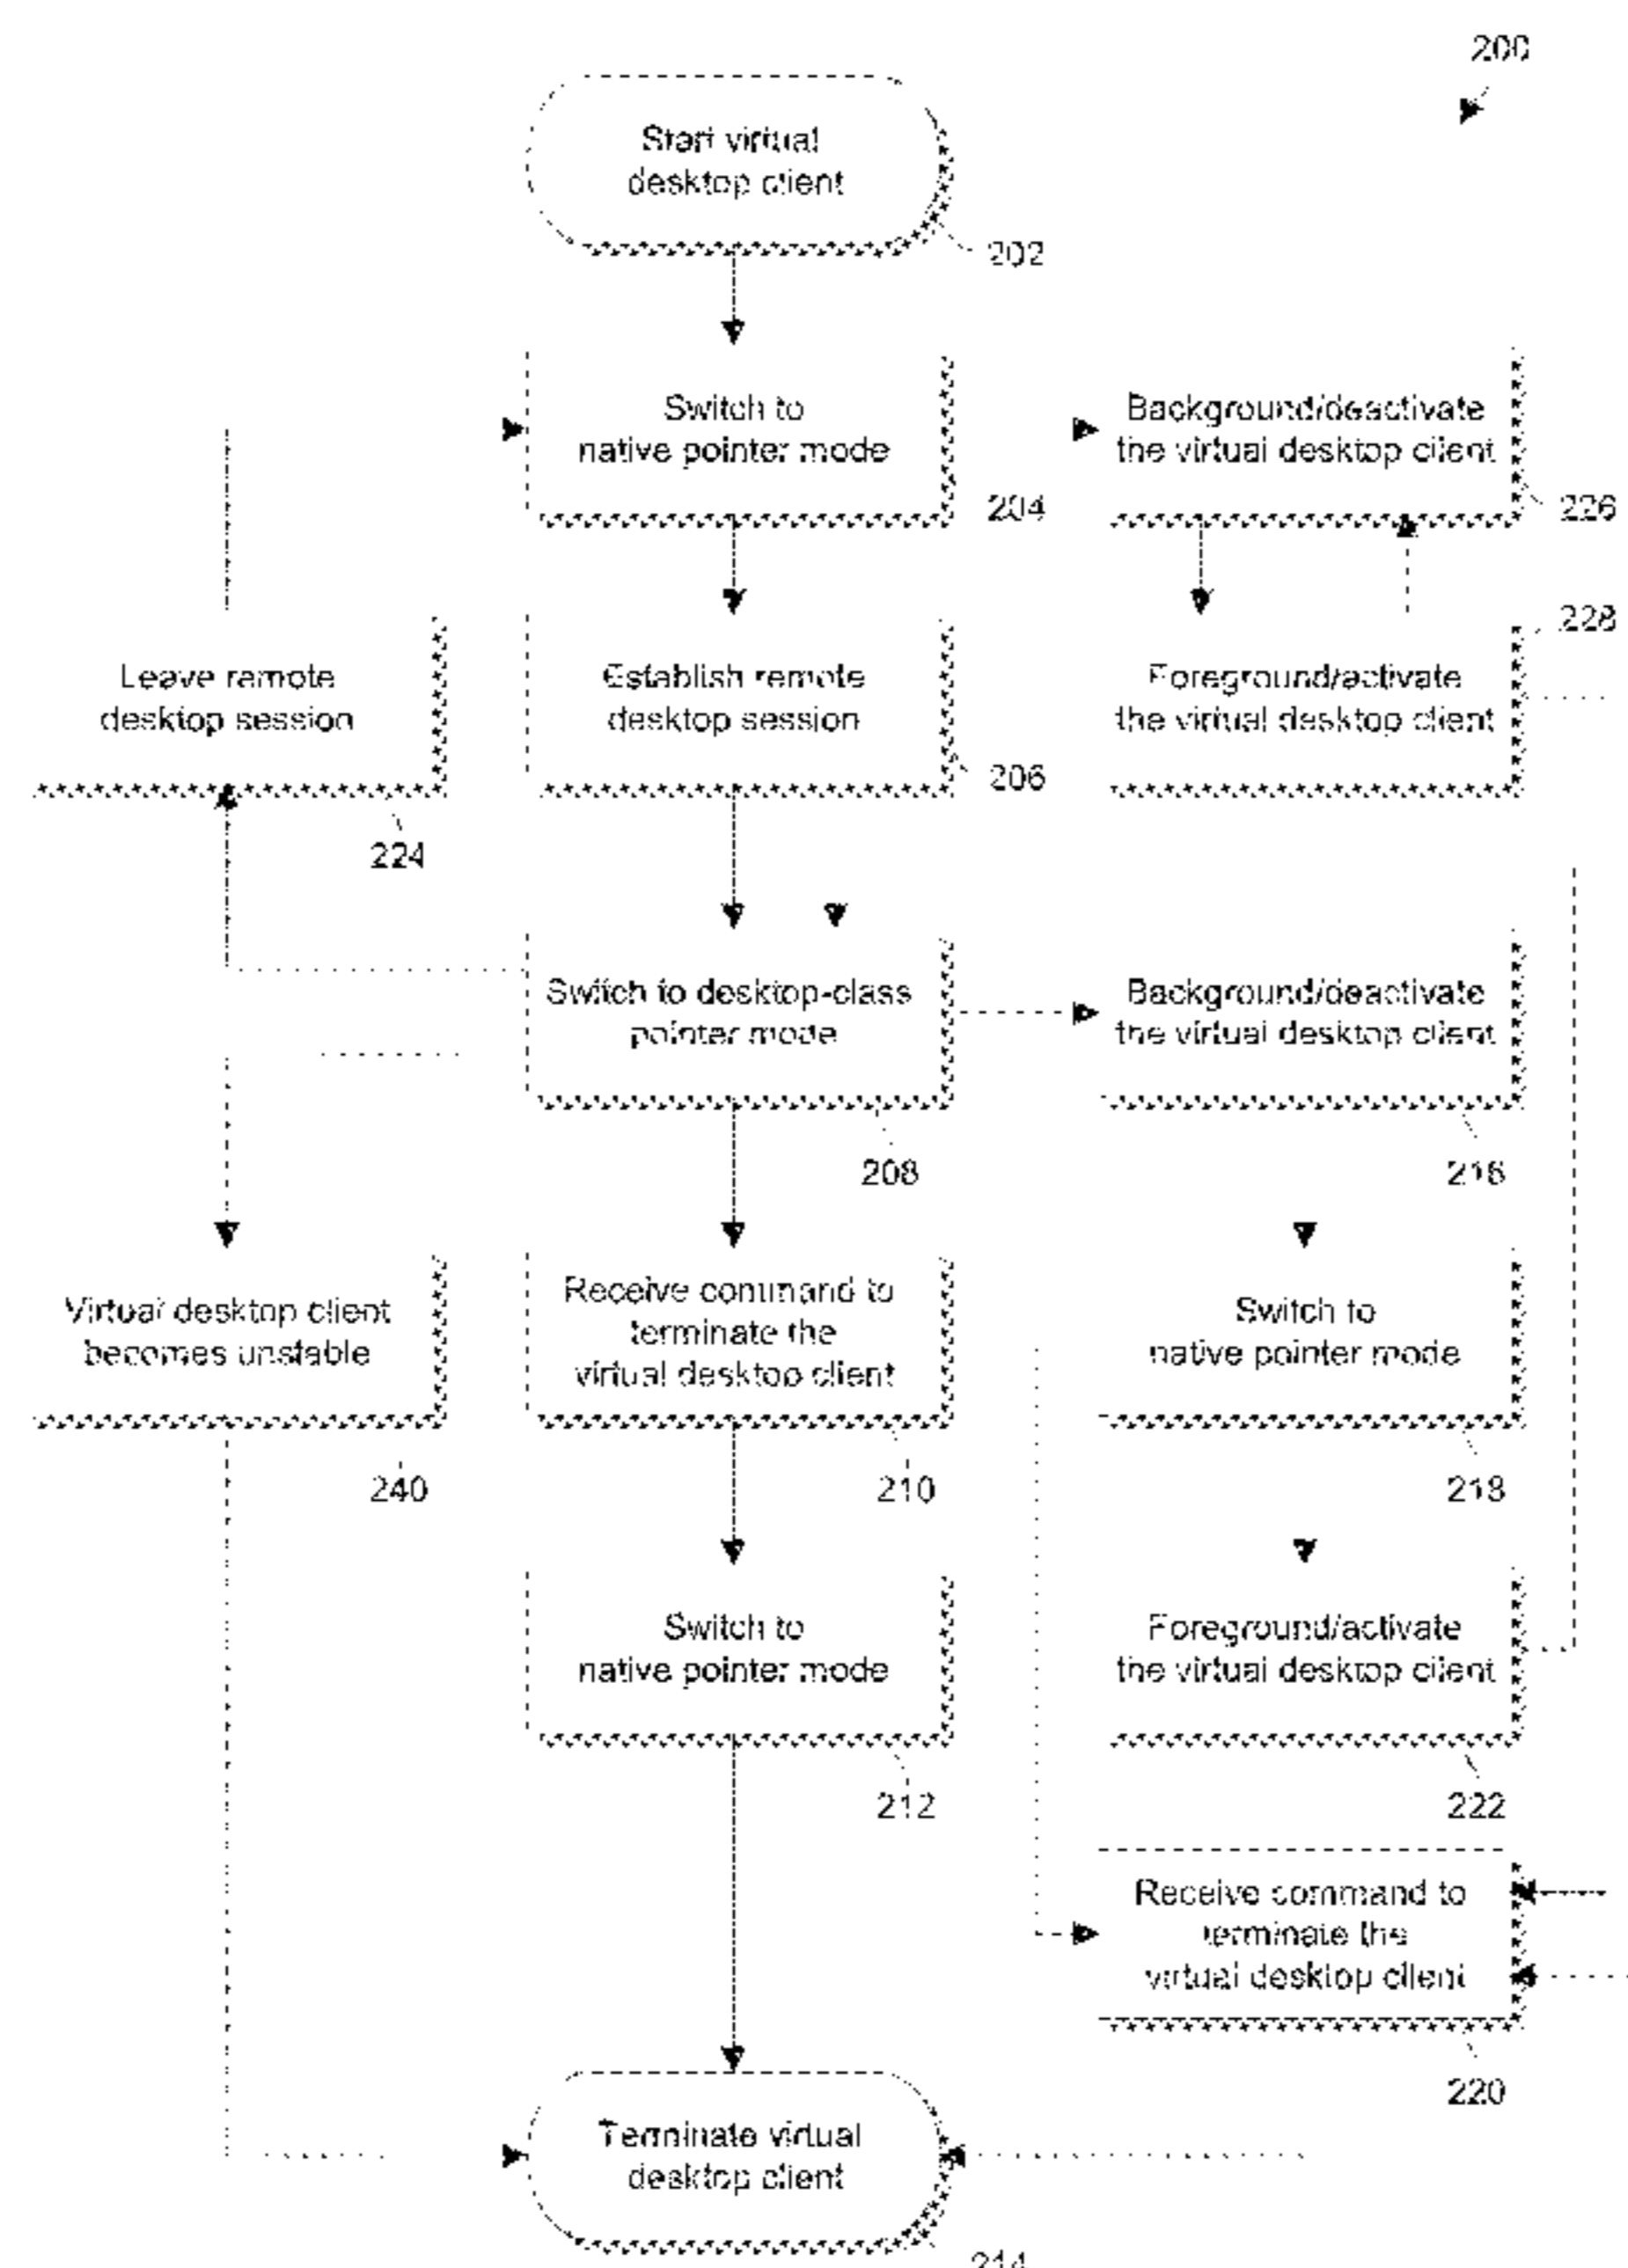 200
Start virtual
desktop client
202
Switch to
native pointer mode
204
Background/deactivate
the virtual desktop client
226
Leave remote
desktop session
224
Establish remote
desktop session
206
Foreground/activate
the virtual desktop client
228
Switch to desktop-class
pointer mode
208
Background/deactivate
the virtual desktop client
216
Virtual desktop client
becomes unstable
240
Receive command to
terminate the
virtual desktop client
210
Switch to
native pointer mode
218
Switch to
native pointer mode
212
Foreground/activate
the virtual desktop client
222
Receive command to
terminate the
virtual desktop client
220
Terminate virtual
desktop client
214